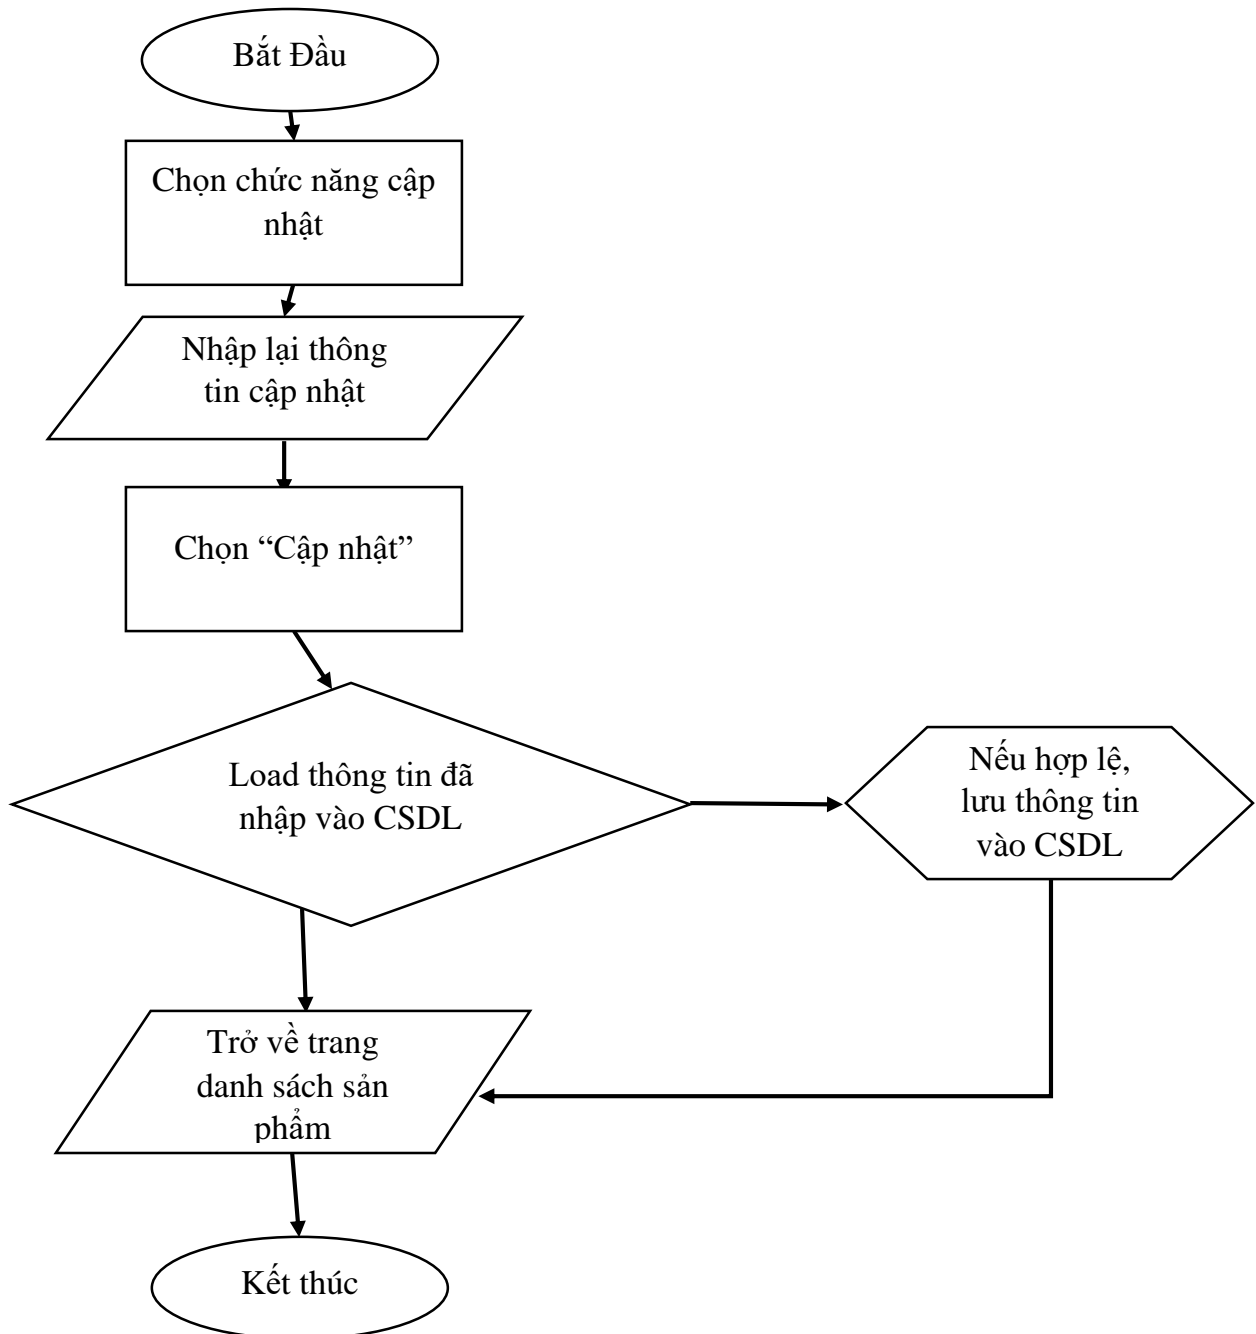 Bắt Đầu
Chọn chức năng cập
nhật
Nhập lại thông
tin cập nhật
Chọn “Cập nhật”
Load thông tin đã
nhập vào CSDL
Nếu hợp lệ,
lưu thông tin
vào CSDL
Trở về trang
danh sách sản
phẩm
Kết thúc